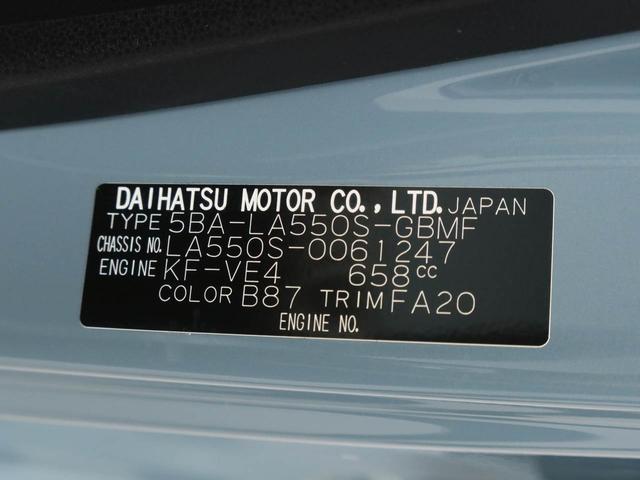 DAIHATSU MOTOR CO., LTD. JAPAN
TYPE 5BA-LA550S-GBMF
CHASSIS NO. LA550S-0061247
ENGINE KF-VE4 658cc
COLOR B87 TRIM FA20
ENGINE NO.